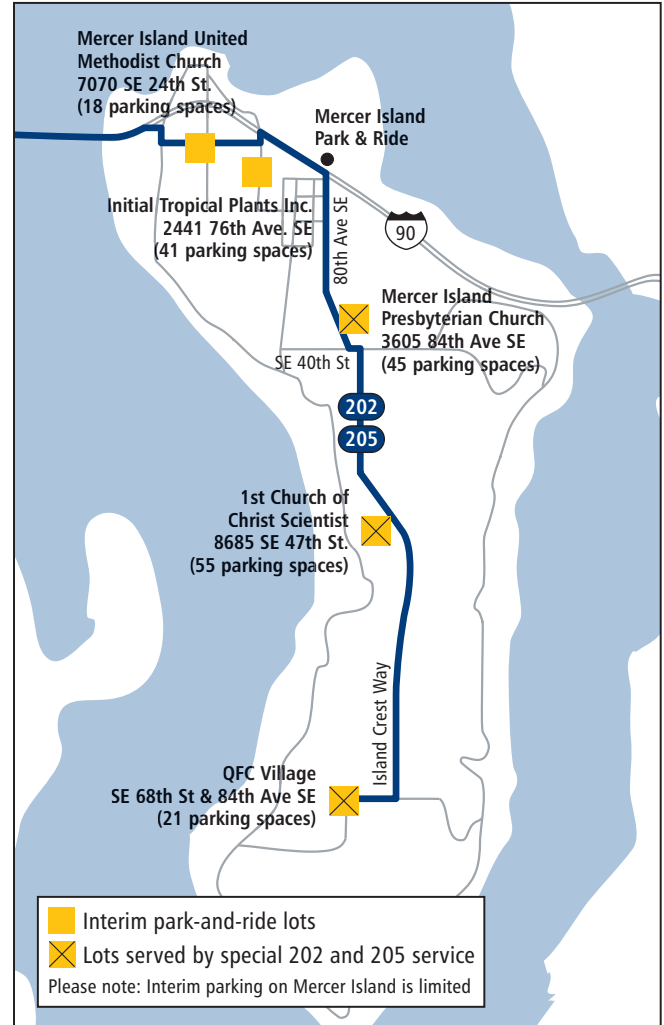 Mercer Island United
Methodist Church
7070 SE 24th St.
(18 parking spaces)
Mercer Island
Park & Ride
Initial Tropical Plants Inc.
2441 76th Ave. SE
(41 parking spaces)
80th Ave SE
90
Mercer Island
Presbyterian Church
3605 84th Ave SE
(45 parking spaces)
SE 40th St
202
205
1st Church of
Christ Scientist
8685 SE 47th St.
(55 parking spaces)
Island Crest Way
QFC Village
SE 68th St & 84th Ave SE
(21 parking spaces)
Interim park-and-ride lots
Lots served by special 202 and 205 service
Please note: Interim parking on Mercer Island is limited